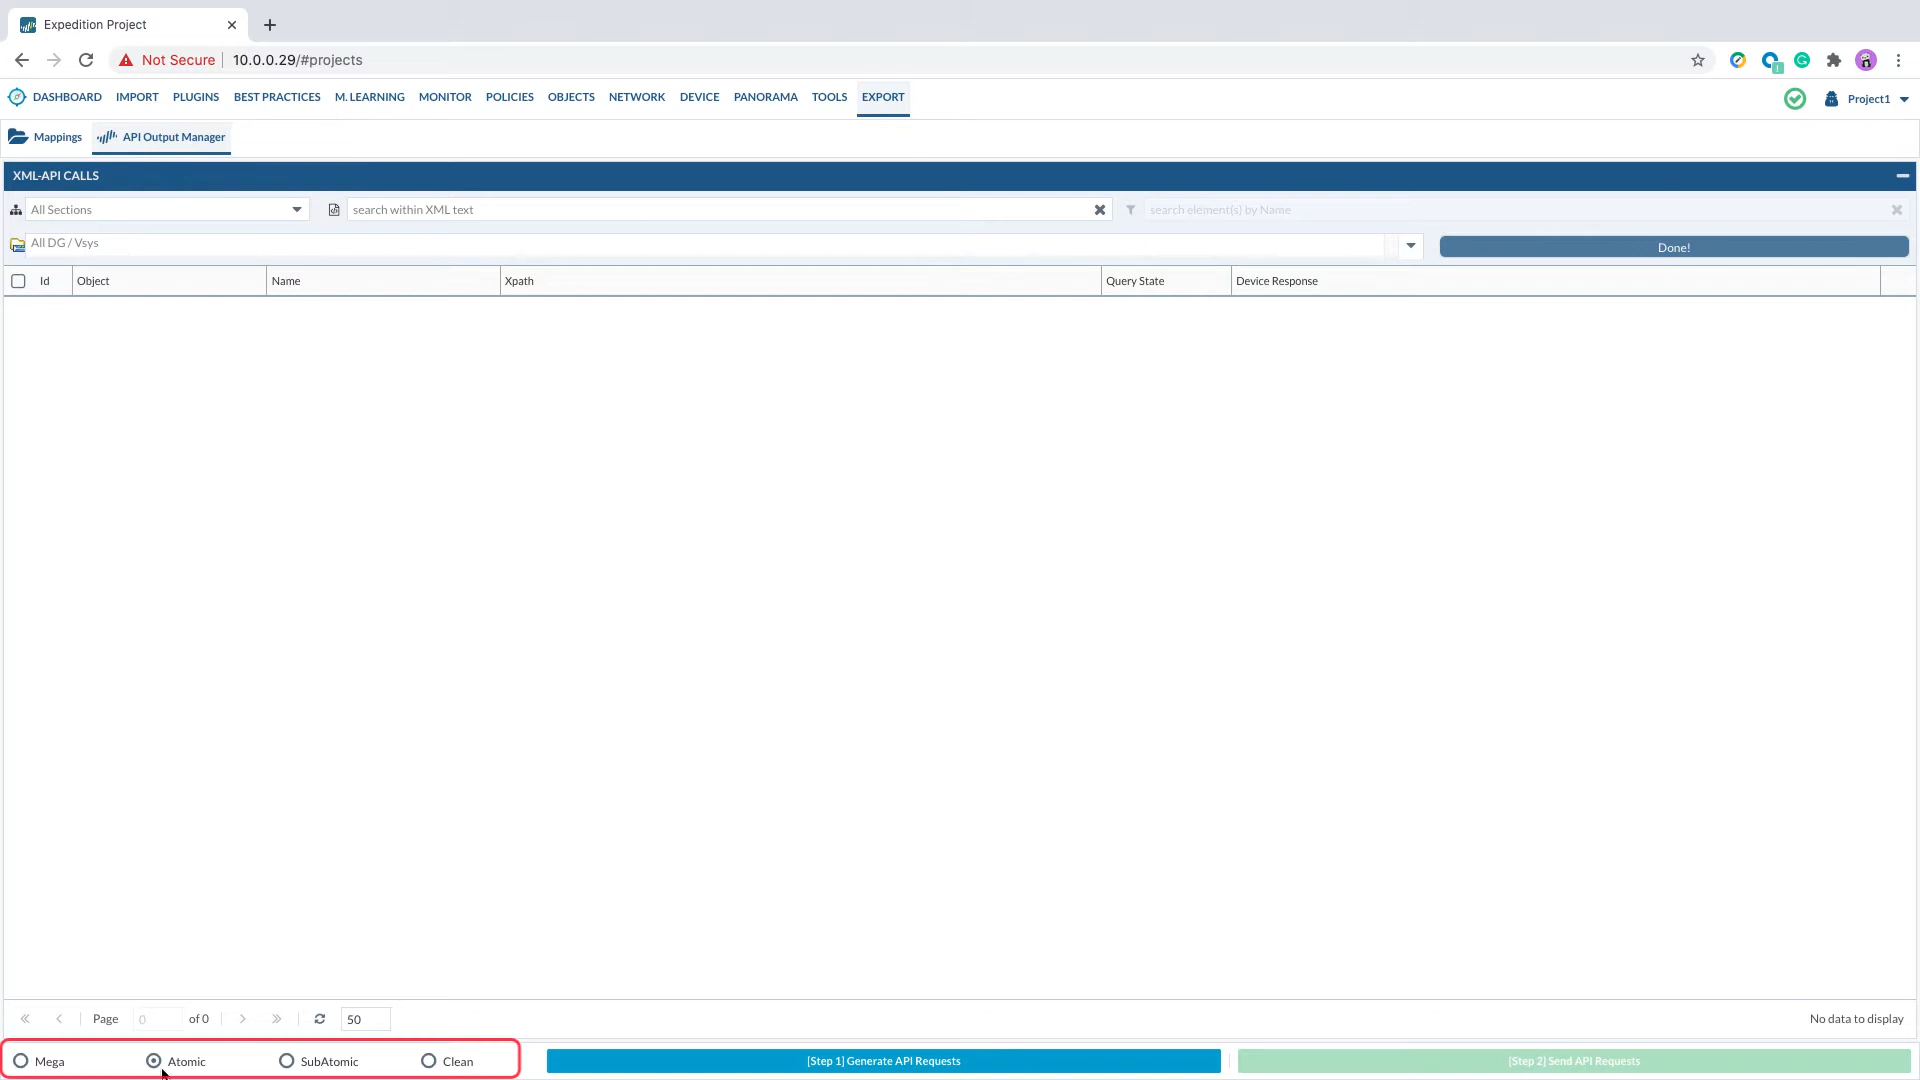 Expedition Project
Not Secure 10.0.0.29/#projects
DASHBOARD IMPORT PLUGINS BEST PRACTICES M. LEARNING MONITOR POLICIES OBJECTS NETWORK DEVICE PANORAMA TOOLS EXPORT Project1
Mappings API Output Manager
XML-API CALLS
All Sections search within XML text search element(s) by Name
All DG / Vsys Done!
Id Object Name Xpath Query State Device Response
Page 0 of 0 50 No data to display
Mega Atomic SubAtomic Clean [Step 1] Generate API Requests [Step 2] Send API Requests